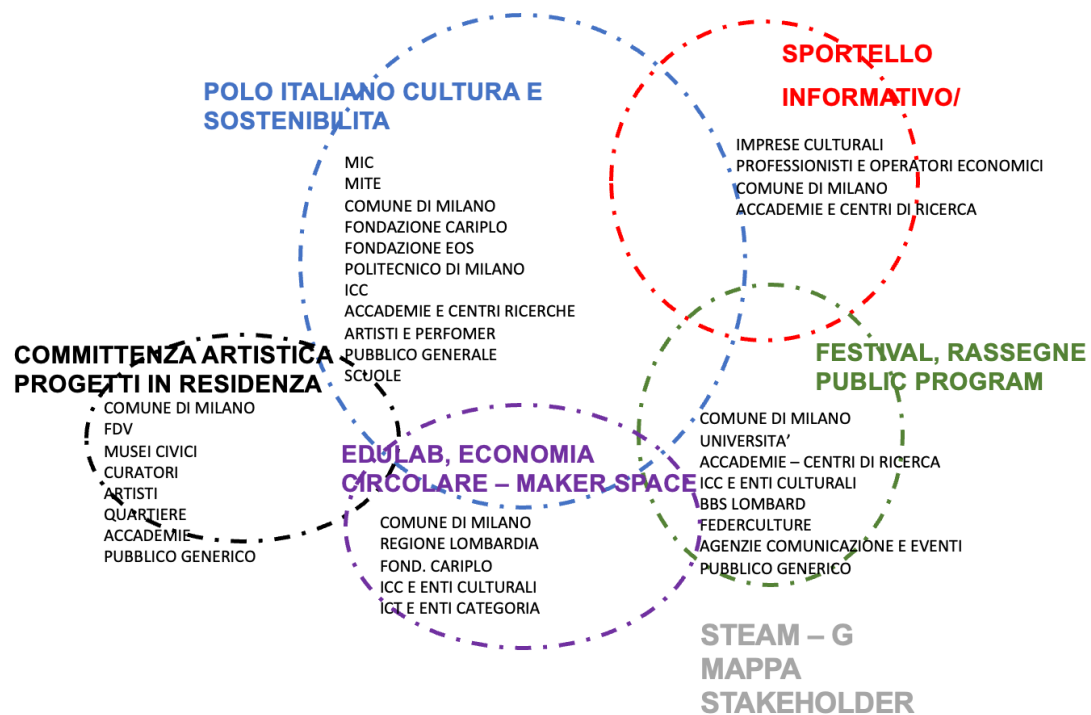 POLO ITALIANO CULTURA E
SOSTENIBILITA
MIC
MITE
COMUNE DI MILANO
FONDAZIONE CARIPLO
FONDAZIONE EOS
POLITECNICO DI MILANO
ICC
ACCADEMIE E CENTRI RICERCHE
ARTISTI E PERFOMER
PUBBLICO GENERALE
SCUOLE
SPORTELLO
INFORMATIVO/
IMPRESE CULTURALI
PROFESSIONISTI E OPERATORI ECONOMICI
COMUNE DI MILANO
ACCADEMIE E CENTRI DI RICERCA
COMMITTENZA ARTISTICA
PROGETTI IN RESIDENZA
COMUNE DI MILANO
FDV
MUSEI CIVICI
CURATORI
ARTISTI
QUARTIERE
ACCADEMIE
PUBBLICO GENERICO
EDULAB, ECONOMIA
CIRCOLARE – MAKER SPACE
COMUNE DI MILANO
REGIONE LOMBARDIA
FOND. CARIPLO
ICC E ENTI CULTURALI
ICT E ENTI CATEGORIA
FESTIVAL, RASSEGNE
PUBLIC PROGRAM
COMUNE DI MILANO
UNIVERSITA’
ACCADEMIE – CENTRI DI RICERCA
ICC E ENTI CULTURALI
BBS LOMBARD
FEDERCULTURE
AGENZIE COMUNICAZIONE E EVENTI
PUBBLICO GENERICO
STEAM – G
MAPPA
STAKEHOLDER